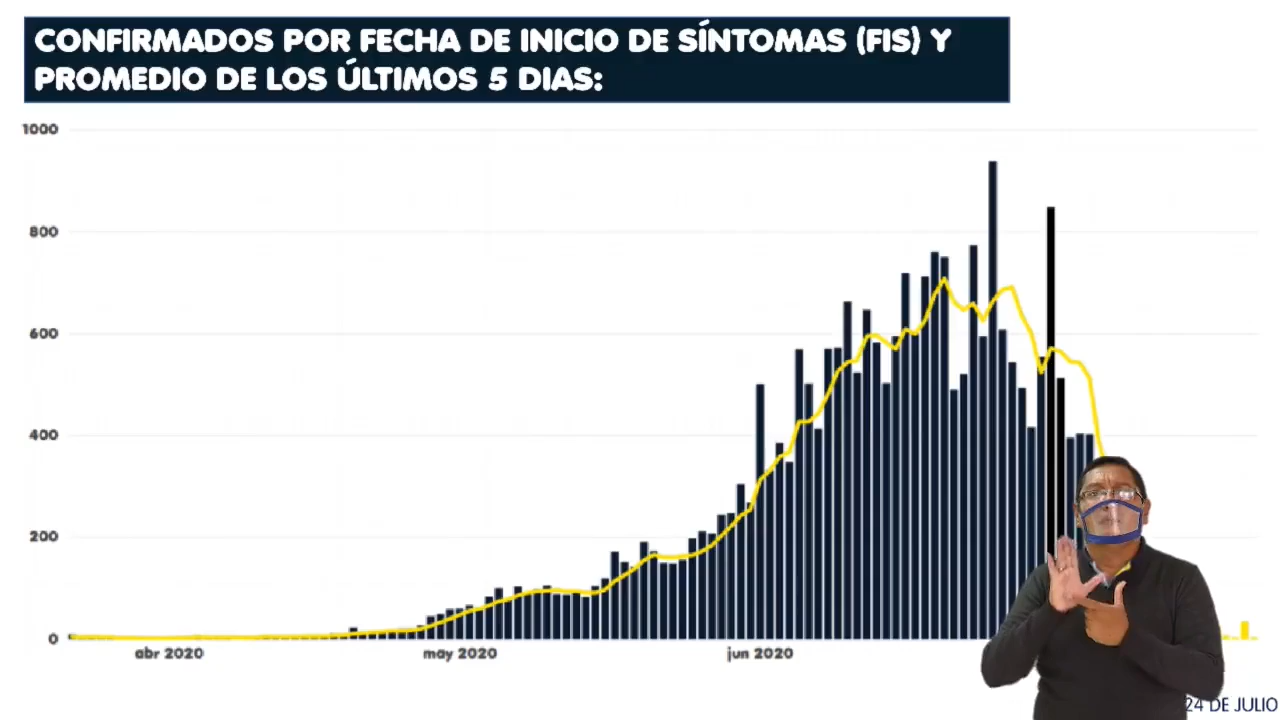 CONFIRMADOS POR FECHA DE INICIO DE SÍNTOMAS (FIS) Y
PROMEDIO DE LOS ÚLTIMOS 5 DIAS:
1000
800
600
400
200
0
abr 2020 may 2020 jun 2020
24 DE JULIO